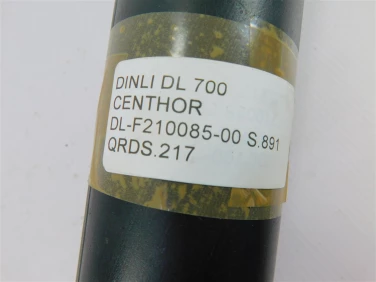 DINLI DL 700
CENTHOR
DL-F210085-00 S.891
QRDS.217